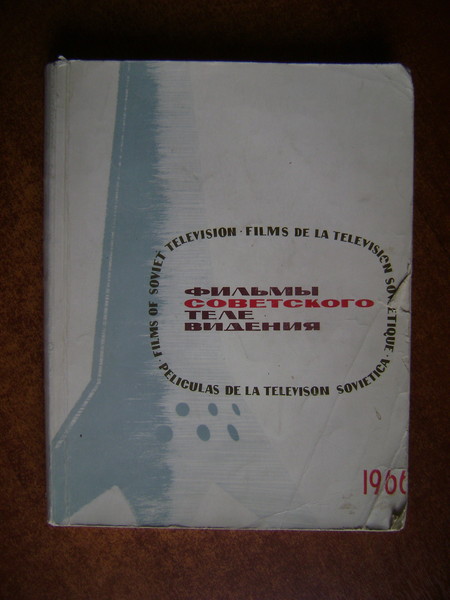 FILMS OF SOVIET TELEVISION · FILMS DE LA TELEVISION SOVIETIQUE · PELICULAS DE LA TELEVISON SOVIETICA ·
ФИЛЬМЫ
СОВЕТСКОГО
ТЕЛЕ
ВИДЕНИЯ
1966